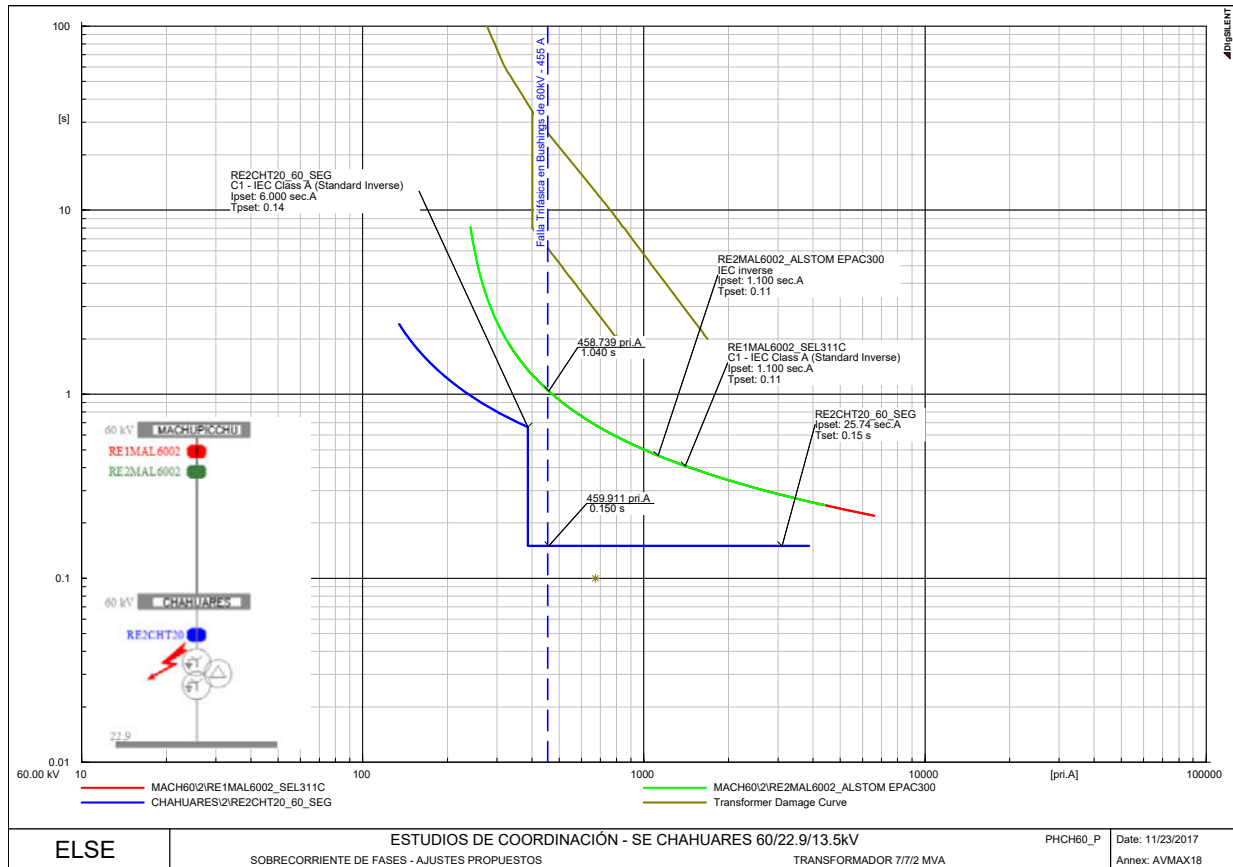 DIgSILENT
100
10
1
0.1
0.01
[s]
Falla Trifásica en Bushings de 60kV - 455 A
RE2CHT20_60_SEG
C1 - IEC Class A (Standard Inverse)
Ipset: 6.000 sec.A
Tpset: 0.14
RE2MAL6002_ALSTOM EPAC300
IEC inverse
Ipset: 1.100 sec.A
Tpset: 0.11
458.739 pri.A
1.040 s
RE1MAL6002_SEL311C
C1 - IEC Class A (Standard Inverse)
Ipset: 1.100 sec.A
Tpset: 0.11
RE2CHT20_60_SEG
Ipset: 25.74 sec.A
Tset: 0.15 s
459.911 pri.A
0.150 s
60 kV MACHUPICCHU
RE1MAL6002
RE2MAL6002
60 kV CHAHUARES
RE2CHT20
22.9
60.00 kV
10 100 1000 10000 [pri.A] 100000
MACH60\2\RE1MAL6002_SEL311C
MACH60\2\RE2MAL6002_ALSTOM EPAC300
CHAHUARES\2\RE2CHT20_60_SEG
Transformer Damage Curve
ELSE
ESTUDIOS DE COORDINACIÓN - SE CHAHUARES 60/22.9/13.5kV
PHCH60_P
Date: 11/23/2017
SOBRECORRIENTE DE FASES - AJUSTES PROPUESTOS
TRANSFORMADOR 7/7/2 MVA
Annex: AVMAX18